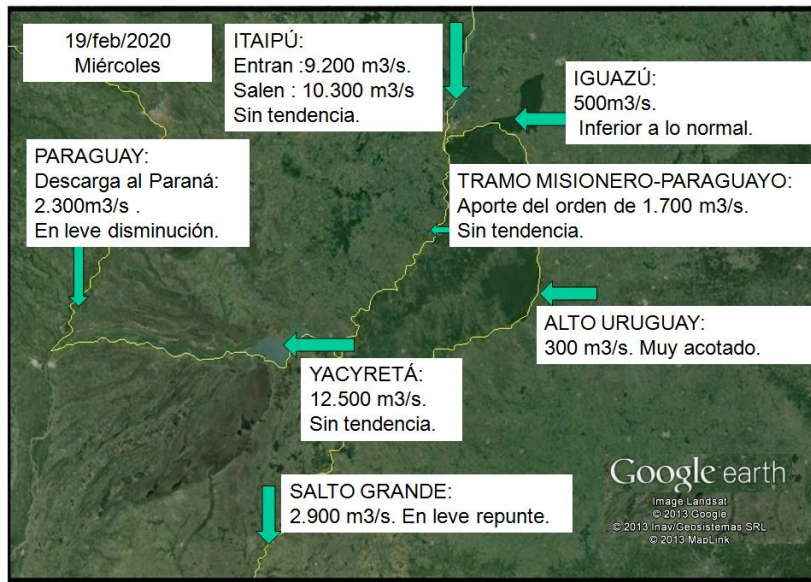 19/feb/2020
Miércoles
ITAIPÚ:
Entran :9.200 m3/s.
Salen : 10.300 m3/s
Sin tendencia.
IGUAZÚ:
500m3/s.
Inferior a lo normal.
PARAGUAY:
Descarga al Paraná:
2.300m3/s .
En leve disminución.
TRAMO MISIONERO-PARAGUAYO:
Aporte del orden de 1.700 m3/s.
Sin tendencia.
ALTO URUGUAY:
300 m3/s. Muy acotado.
YACYRETÁ:
12.500 m3/s.
Sin tendencia.
SALTO GRANDE:
2.900 m3/s. En leve repunte.
Google earth
Image Landsat
© 2013 Google
© 2013 Inav/Geosistemas SRL
© 2013 MapLink